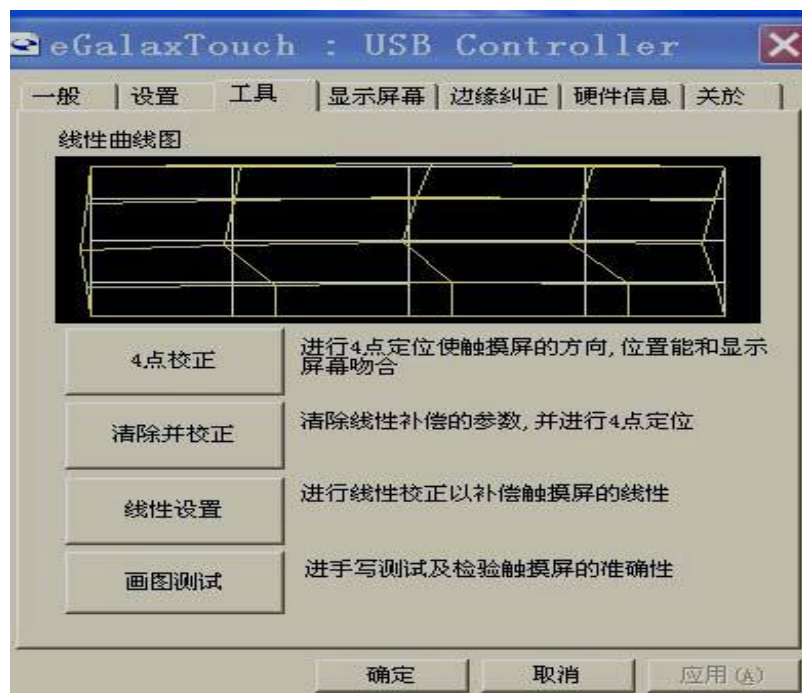 eGalaxTouch : USB Controller
一般 设置 工具 显示屏幕 边缘纠正 硬件信息 关於
线性曲线图
4点校正
进行4点定位使触摸屏的方向, 位置能和显示
屏幕吻合
清除并校正
清除线性补偿的参数, 并进行4点定位
线性设置
进行线性校正以补偿触摸屏的线性
画图测试
进手写测试及检验触摸屏的准确性
确定 取消 应用(A)